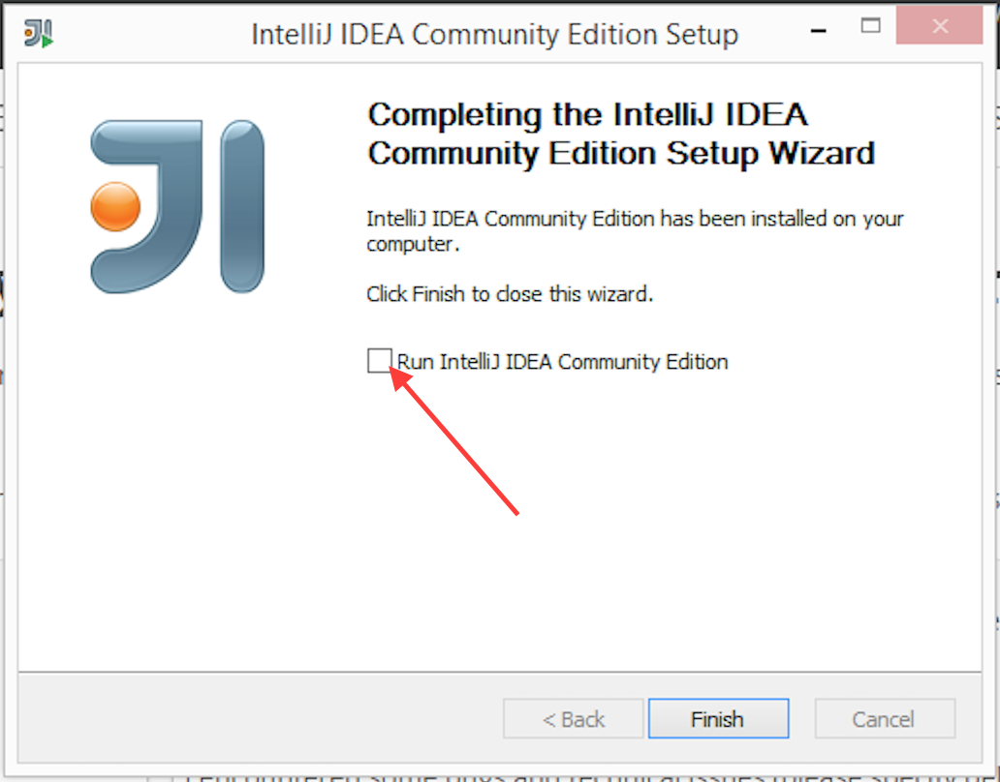 IntelliJ IDEA Community Edition Setup
Completing the IntelliJ IDEA
Community Edition Setup Wizard
IntelliJ IDEA Community Edition has been installed on your
computer.
Click Finish to close this wizard.
Run IntelliJ IDEA Community Edition
< Back
Finish
Cancel